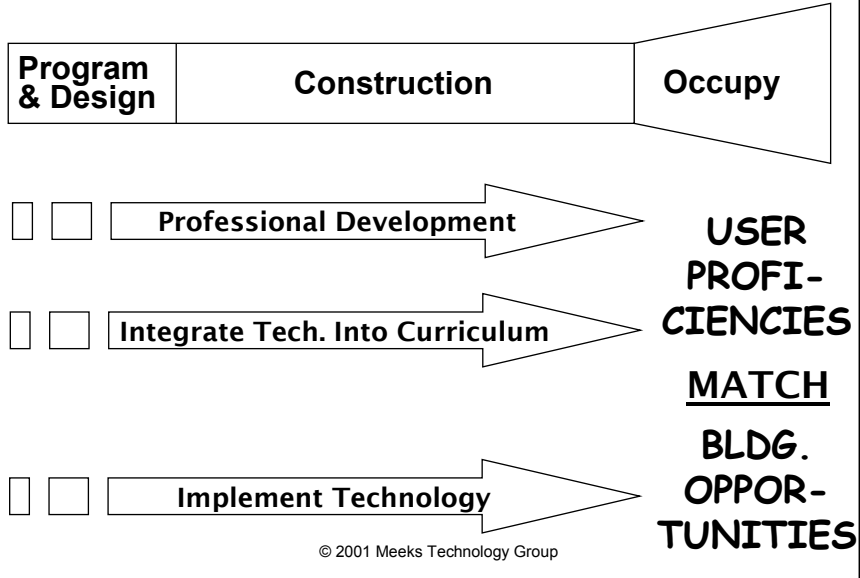 Program
& Design
Construction
Occupy
Professional Development
Integrate Tech. Into Curriculum
Implement Technology
USER
PROFI-
CIENCIES
MATCH
BLDG.
OPPOR-
TUNITIES
© 2001 Meeks Technology Group